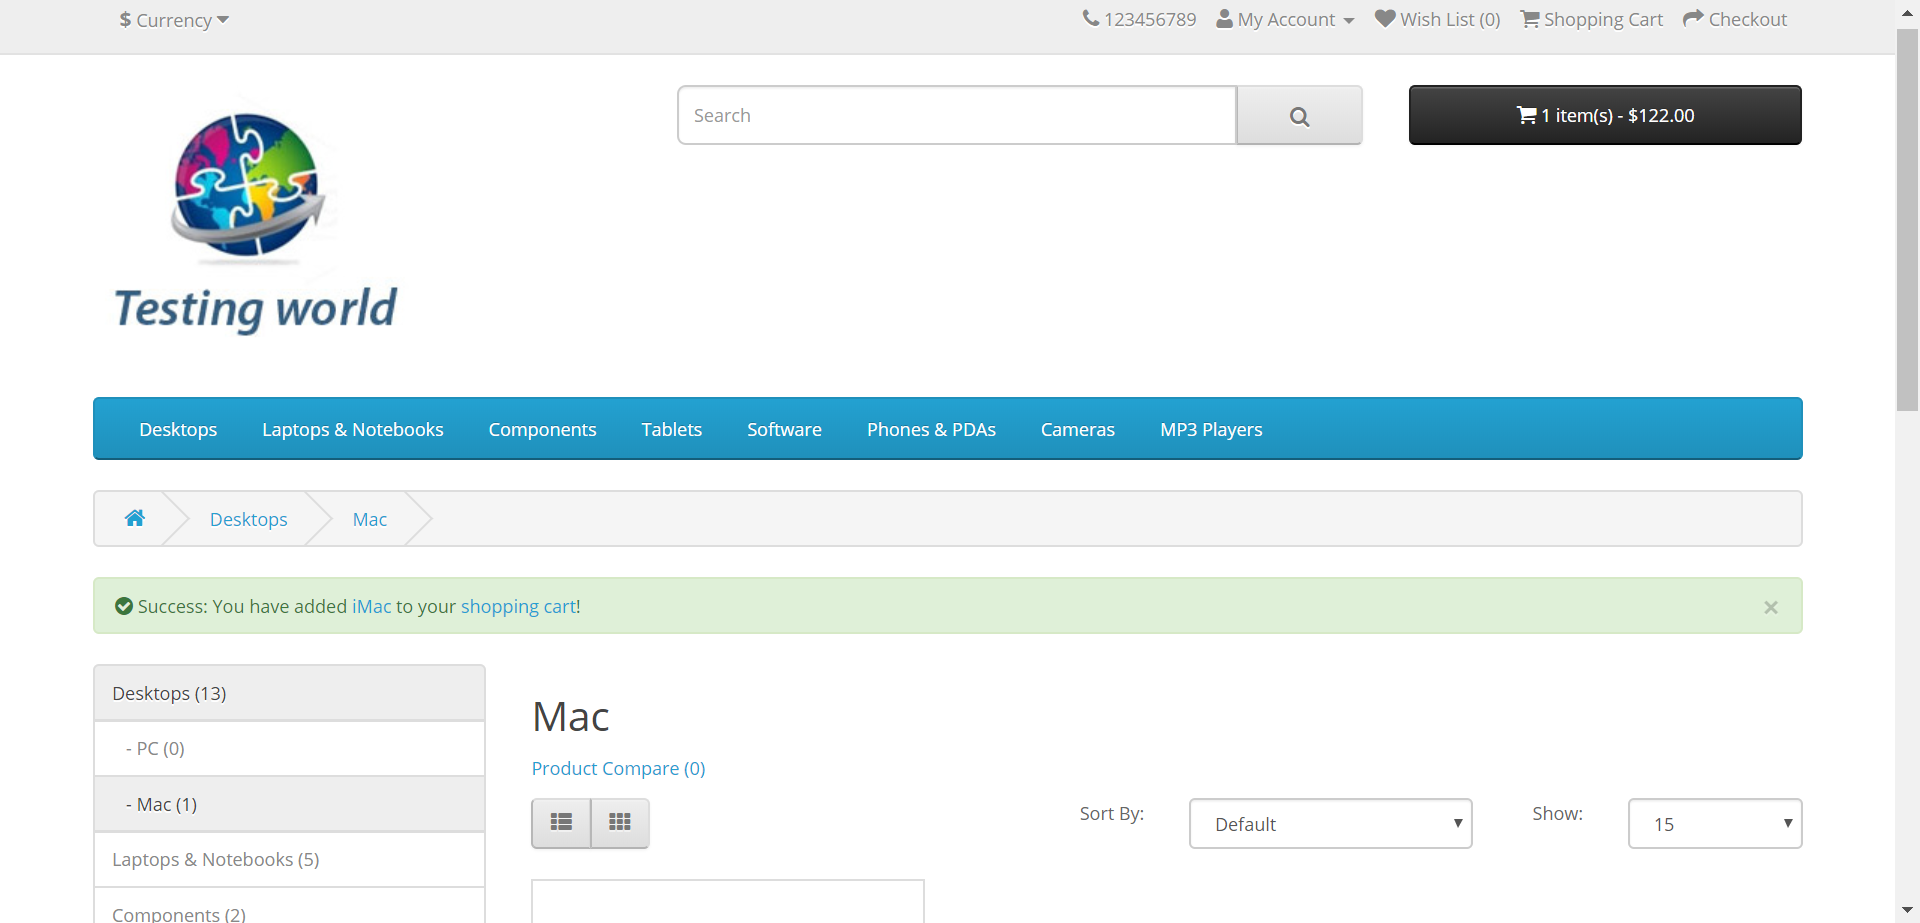 $ Currency
123456789 My Account Wish List (0) Shopping Cart Checkout
Search
1 item(s) - $122.00
Testing world
Desktops Laptops & Notebooks Components Tablets Software Phones & PDAs Cameras MP3 Players
Desktops Mac
Success: You have added iMac to your shopping cart!
×
Desktops (13)
- PC (0)
- Mac (1)
Laptops & Notebooks (5)
Components (2)
Mac
Product Compare (0)
Sort By: Default Show: 15